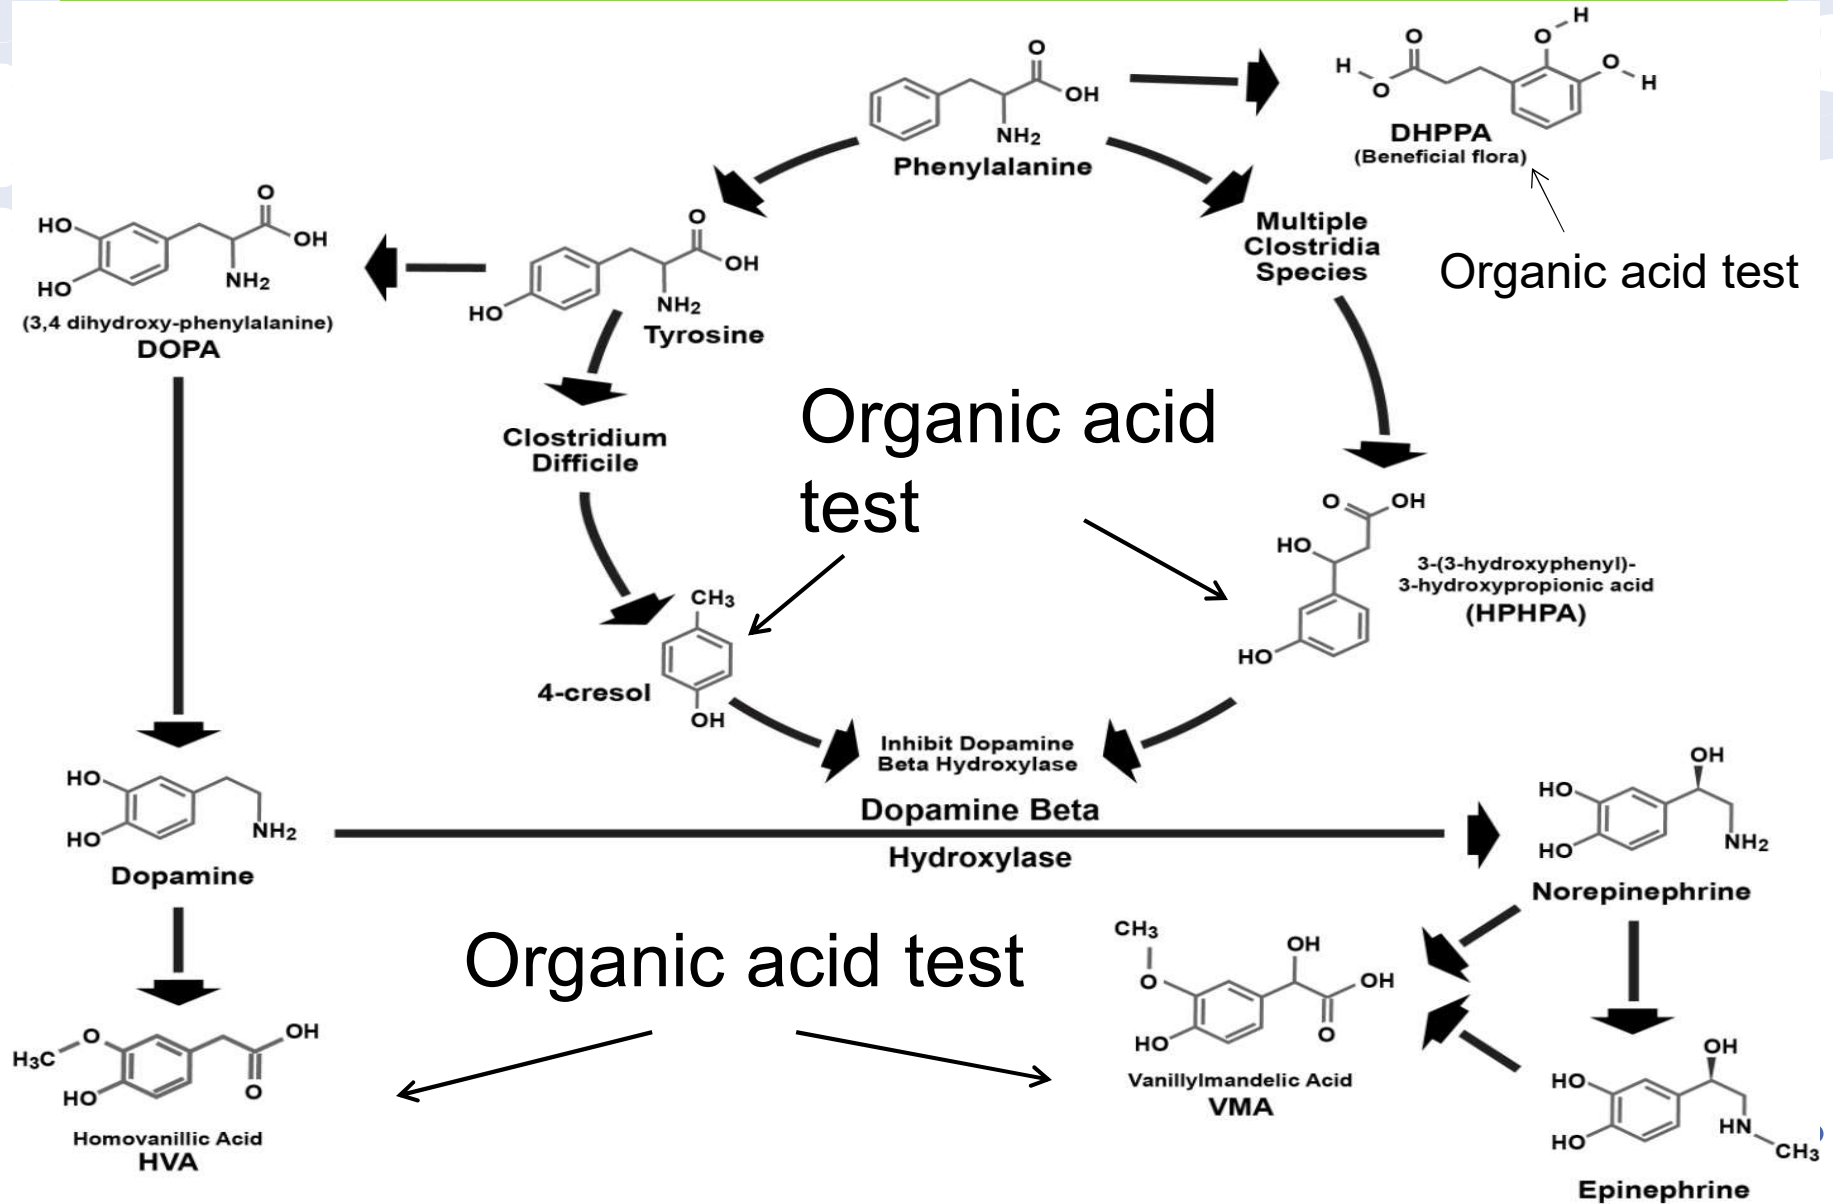 O
OH
NH2
Phenylalanine
H
O
O
H
O
O
H
DHPPA
(Beneficial flora)
Organic acid test
HO
O
OH
HO
NH2
(3,4 dihydroxy-phenylalanine)
DOPA
O
OH
HO
NH2
Tyrosine
Multiple
Clostridia
Species
Clostridium
Difficile
Organic acid
test
O
OH
HO
HO
3-(3-hydroxyphenyl)-
3-hydroxypropionic acid
(HPHPA)
CH3
4-cresol
OH
Inhibit Dopamine
Beta Hydroxylase
Dopamine Beta
Hydroxylase
HO
HO
NH2
Dopamine
OH
HO
HO
NH2
Norepinephrine
Organic acid test
CH3
O
OH
OH
HO
O
Vanillylmandelic Acid
VMA
O
OH
H3C
HO
O
Homovanillic Acid
HVA
OH
HO
HO
HN
CH3
Epinephrine